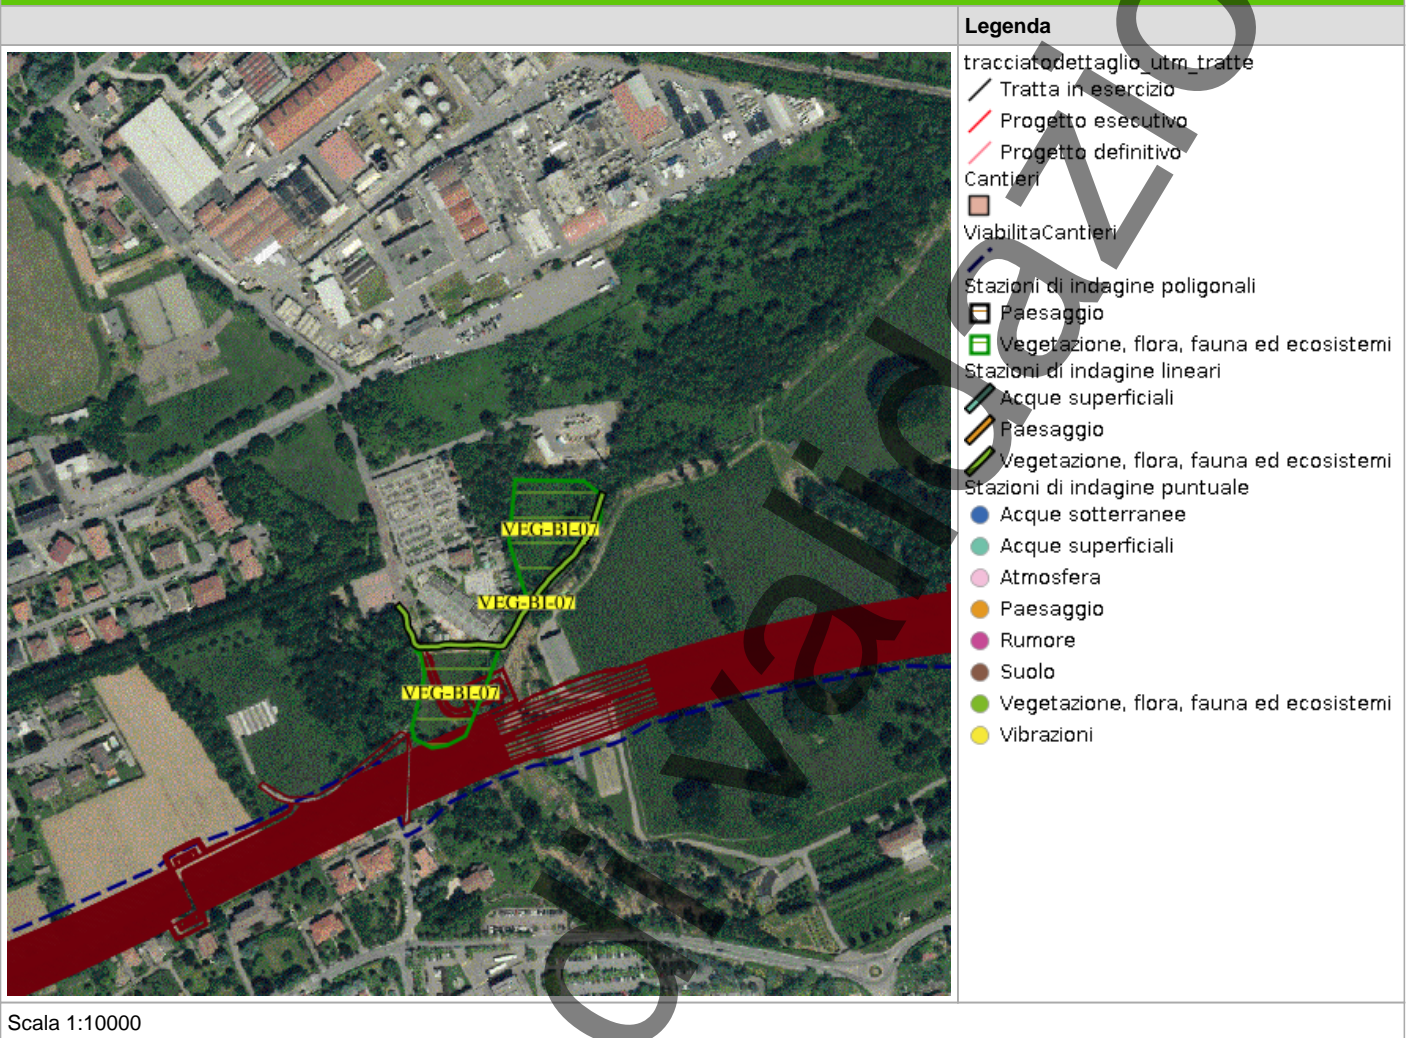 Legenda
tracciatodettaglio_utm_tratte
Tratta in esercizio
Progetto esecutivo
Progetto definitivo
Cantieri
ViabilitaCantieri
Stazioni di indagine poligonali
Paesaggio
Vegetazione, flora, fauna ed ecosistemi
Stazioni di indagine lineari
Acque superficiali
Paesaggio
Vegetazione, flora, fauna ed ecosistemi
Stazioni di indagine puntuale
Acque sotterranee
Acque superficiali
Atmosfera
Paesaggio
Rumore
Suolo
Vegetazione, flora, fauna ed ecosistemi
Vibrazioni
VEG-BI-07
VEG-BI-07
VEG-BI-07
di validazio
Scala 1:10000